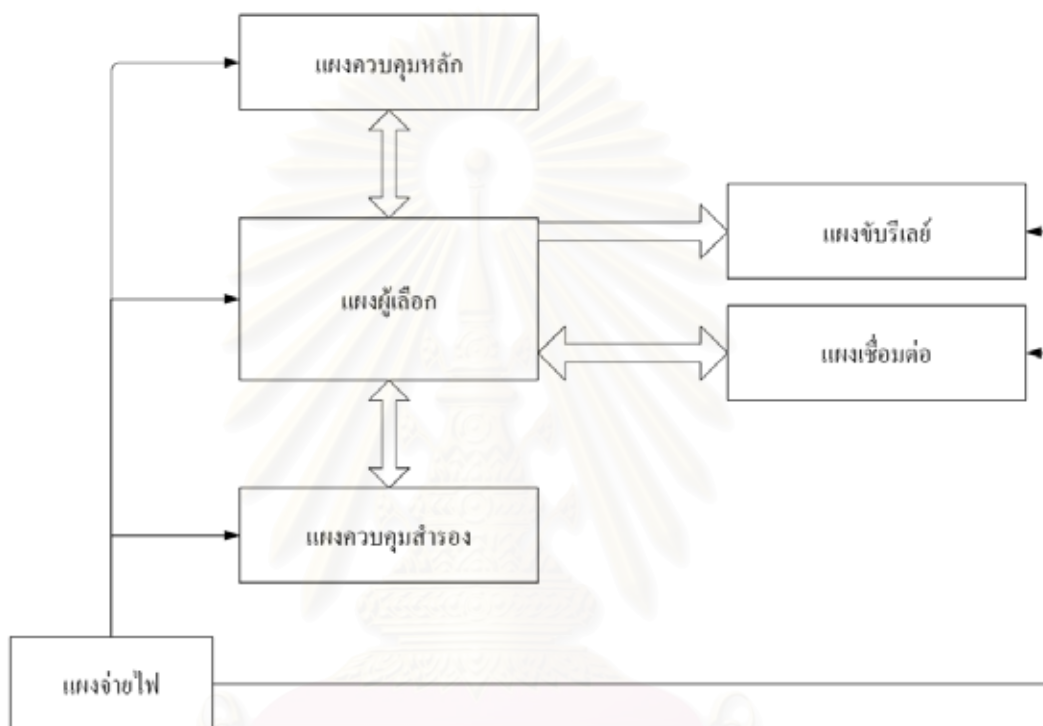 แผงควบคุมหลัก
แผงขับรีเลย์
แผงผู้เลือก
แผงเชื่อมต่อ
แผงควบคุมสำรอง
แผงจ่ายไฟ